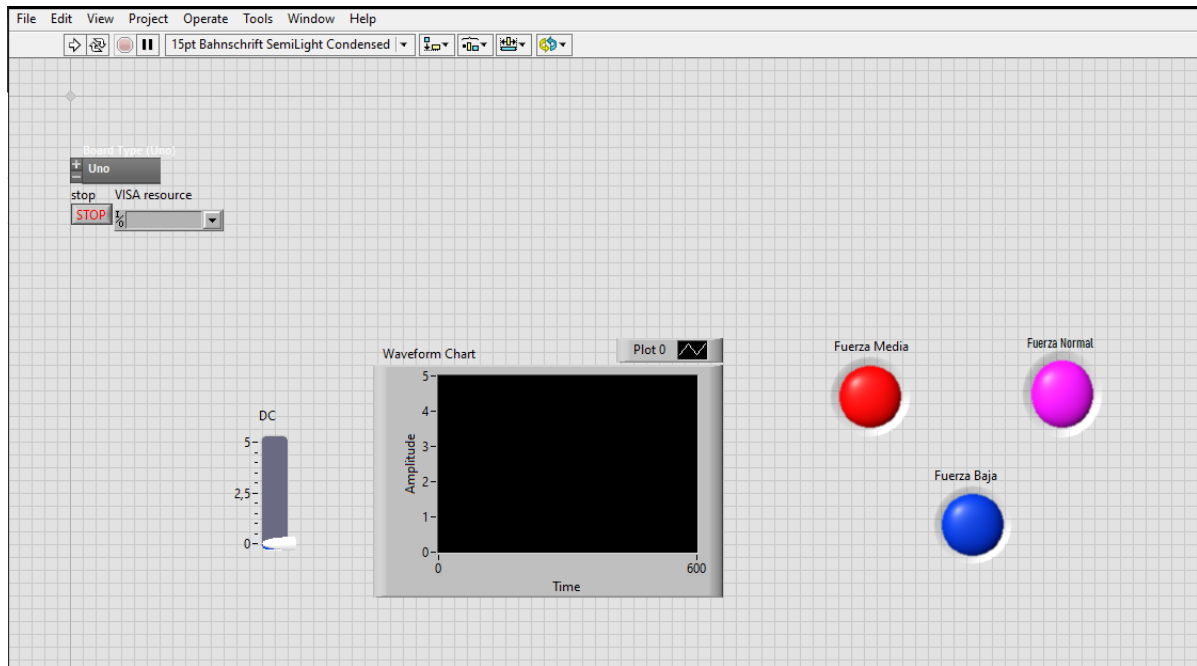 File Edit View Project Operate Tools Window Help
15pt Bahnschrift SemiLight Condensed
Board Type (Uno)
Uno
stop VISA resource
STOP I/O
Waveform Chart Plot 0
Fuerza Media
Fuerza Normal
DC
5
2,5
0
Amplitude
5
4
3
2
1
0
0 600
Time
Fuerza Baja